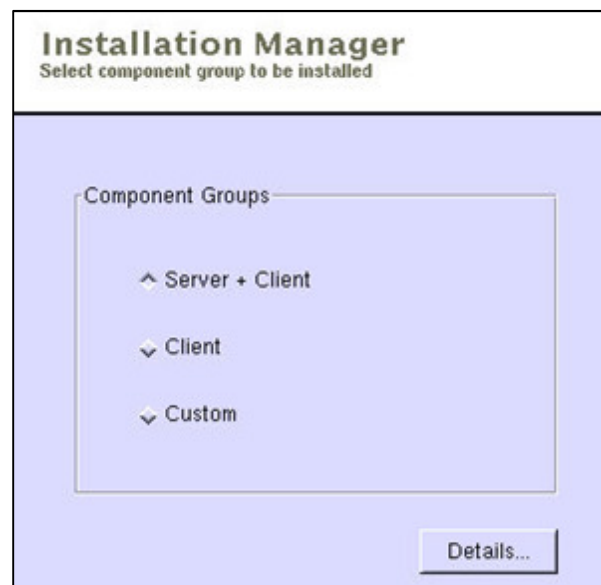 Installation Manager
Select component group to be installed
Component Groups
Server + Client
Client
Custom
Details...